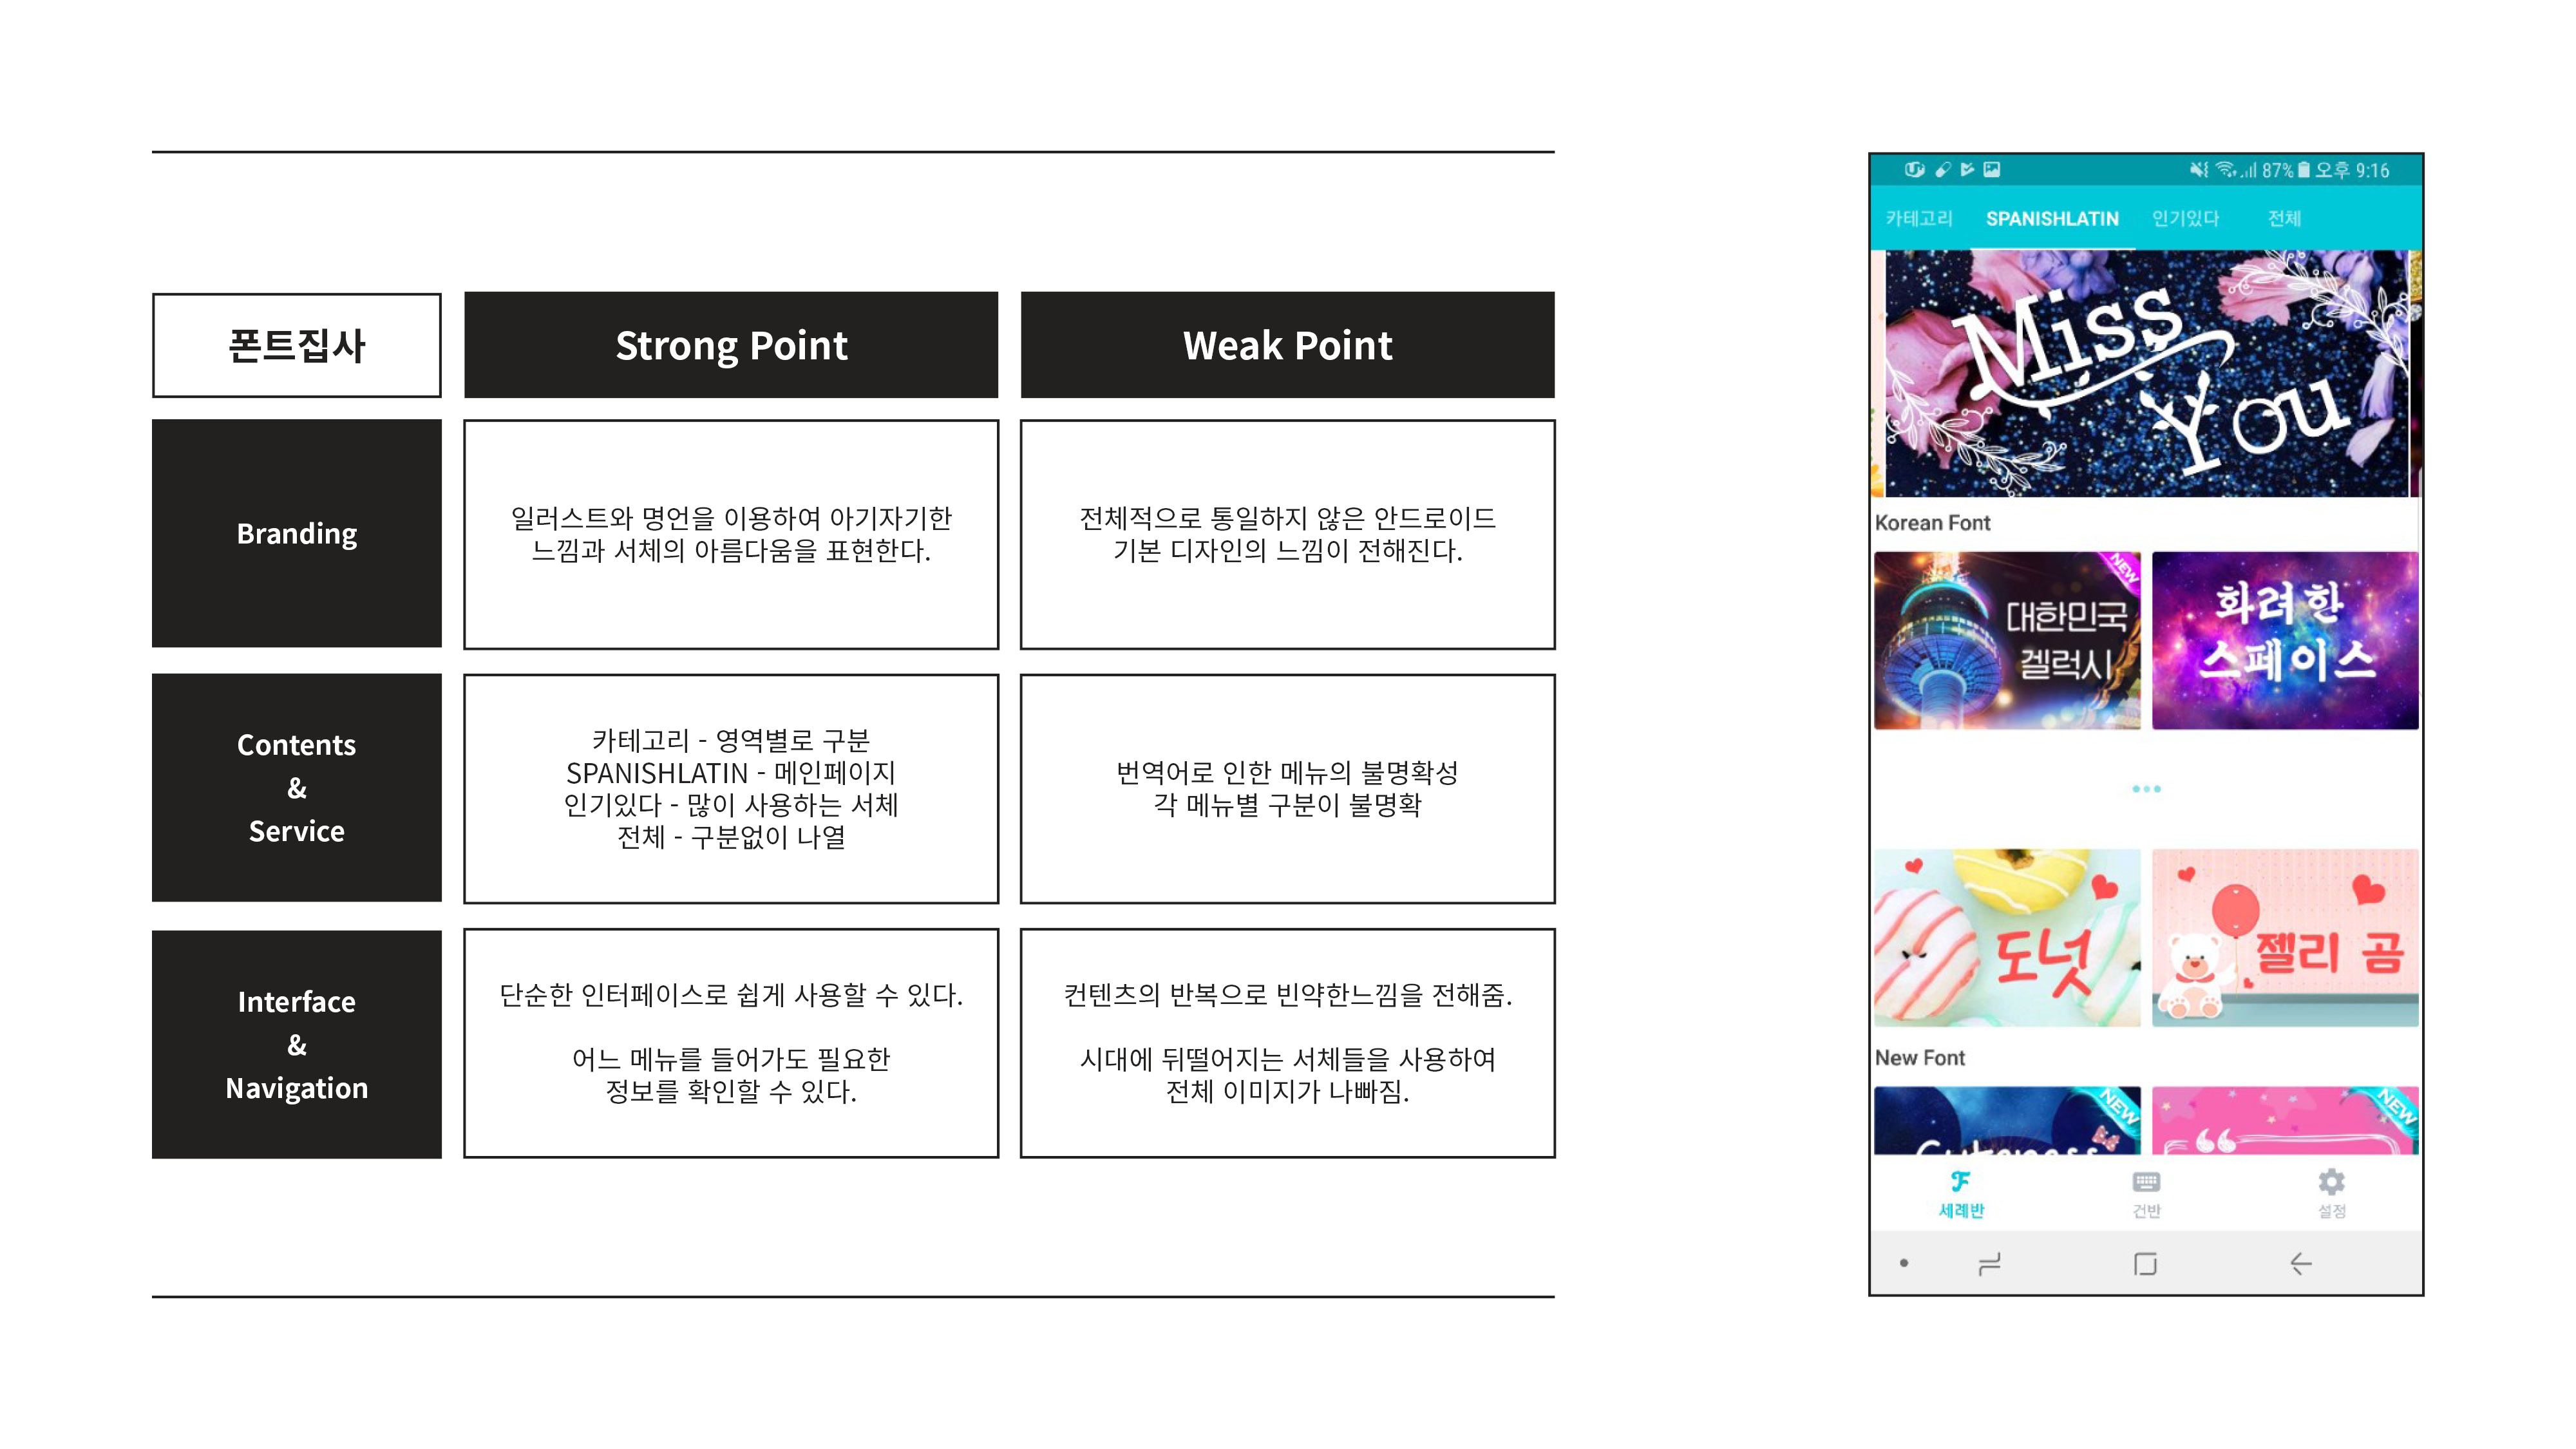 폰트집사
Strong Point
Weak Point
Branding
일러스트와 명언을 이용하여 아기자기한
느낌과 서체의 아름다움을 표현한다.
전체적으로 통일하지 않은 안드로이드
기본 디자인의 느낌이 전해진다.
Contents
&
Service
카테고리 - 영역별로 구분
SPANISHLATIN - 메인페이지
인기있다 - 많이 사용하는 서체
전체 - 구분없이 나열
번역어로 인한 메뉴의 불명확성
각 메뉴별 구분이 불명확
Interface
&
Navigation
단순한 인터페이스로 쉽게 사용할 수 있다.
어느 메뉴를 들어가도 필요한
정보를 확인할 수 있다.
컨텐츠의 반복으로 빈약한느낌을 전해줌.
시대에 뒤떨어지는 서체들을 사용하여
전체 이미지가 나빠짐.
87% 오후 9:16
카테고리 SPANISHLATIN 인기있다 전체
Miss
You
Korean Font
NEW
대한민국
겔럭시
화려한
스페이스
도넛
젤리 곰
New Font
NEW
NEW
Cuteness
세례반 건반 설정